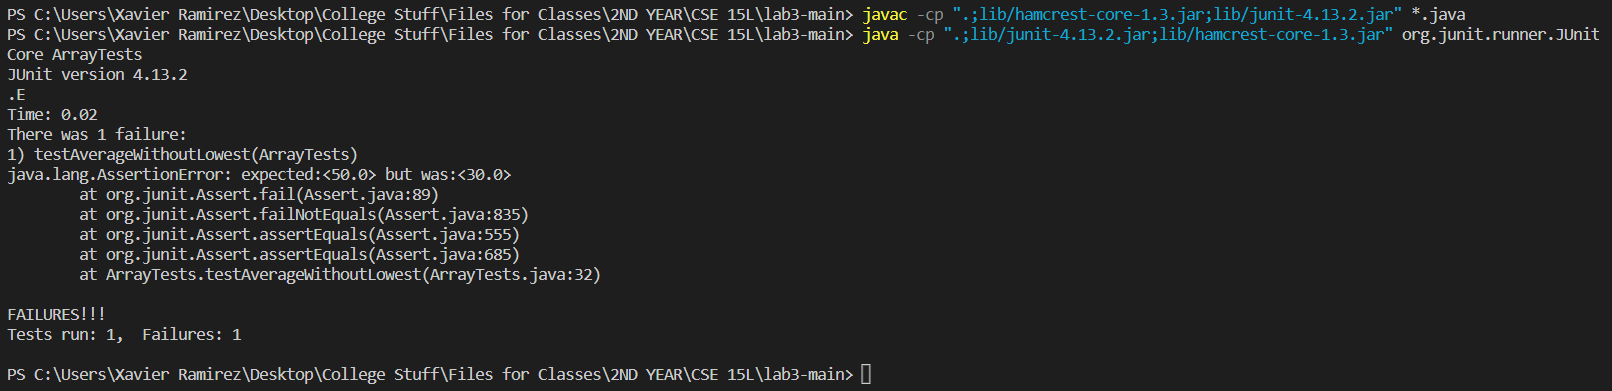 PS C:\Users\Xavier Ramirez\Desktop\College Stuff\Files for Classes\2ND YEAR\CSE 15L\lab3-main> javac -cp ".;lib/hamcrest-core-1.3.jar;lib/junit-4.13.2.jar" *.java
PS C:\Users\Xavier Ramirez\Desktop\College Stuff\Files for Classes\2ND YEAR\CSE 15L\lab3-main> java -cp ".;lib/junit-4.13.2.jar;lib/hamcrest-core-1.3.jar" org.junit.runner.JUnit
Core ArrayTests
JUnit version 4.13.2
.E
Time: 0.02
There was 1 failure:
1) testAverageWithoutLowest(ArrayTests)
java.lang.AssertionError: expected:<50.0> but was:<30.0>
        at org.junit.Assert.fail(Assert.java:89)
        at org.junit.Assert.failNotEquals(Assert.java:835)
        at org.junit.Assert.assertEquals(Assert.java:555)
        at org.junit.Assert.assertEquals(Assert.java:685)
        at ArrayTests.testAverageWithoutLowest(ArrayTests.java:32)

FAILURES!!!
Tests run: 1,  Failures: 1

PS C:\Users\Xavier Ramirez\Desktop\College Stuff\Files for Classes\2ND YEAR\CSE 15L\lab3-main>